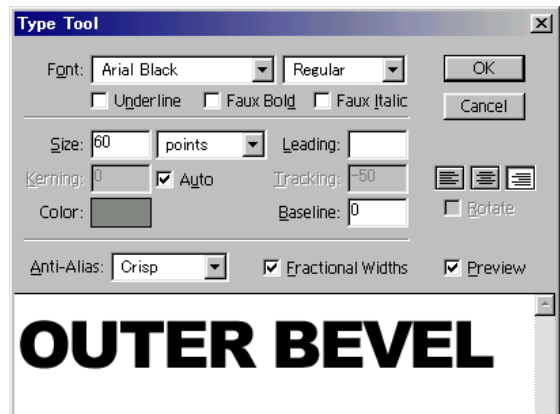 Type Tool
Font: Arial Black Regular OK
Underline Faux Bold Faux Italic Cancel
Size: 60 points Leading:
Kerning: 0 Auto Tracking: -50
Color: Baseline: 0 Rotate
Anti-Alias: Crisp Fractional Widths Preview
OUTER BEVEL